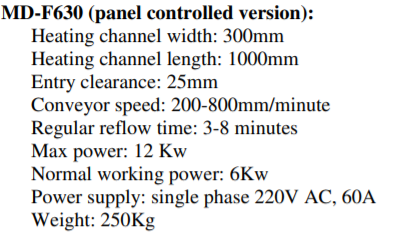 MD-F630 (panel controlled version):
Heating channel width: 300mm
Heating channel length: 1000mm
Entry clearance: 25mm
Conveyor speed: 200-800mm/minute
Regular reflow time: 3-8 minutes
Max power: 12 Kw
Normal working power: 6Kw
Power supply: single phase 220V AC, 60A
Weight: 250Kg